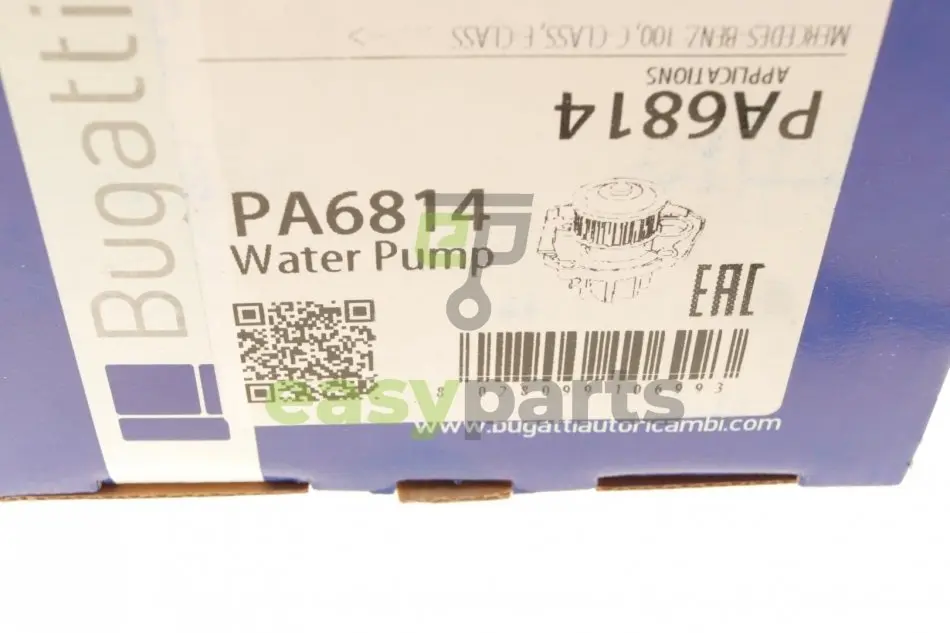 MERCEDES-BENZ 100, C CLASS, E CLASS
APPLICATIONS
PA6814
Bugatti
PA6814
Water Pump
EAC
easyparts
www.bugattiautoricambi.com